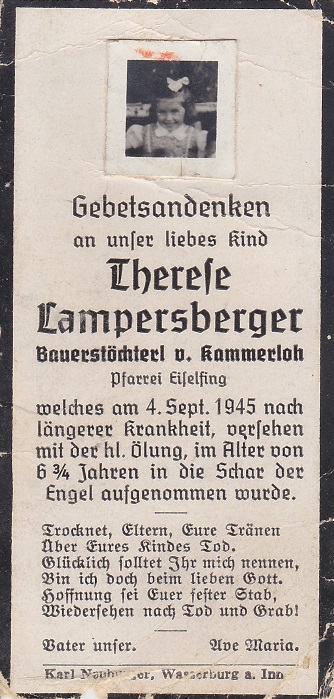 Gebetsandenken
an unser liebes Kind
Therese
Lampersberger
Bauerstöchterl v. Kammerloh
Pfarrei Eiselfing
welches am 4. Sept. 1945 nach
längerer Krankheit, versehen
mit der hl. Ölung, im Alter von
6 3/4 Jahren in die Schar der
Engel aufgenommen wurde.
Trocknet, Eltern, Eure Tränen
Über Eures Kindes Tod.
Glücklich solltet Ihr mich nennen,
Bin ich doch beim lieben Gott.
Hoffnung sei Euer fester Stab,
Wiedersehen nach Tod und Grab!
Vater unser. Ave Maria.
Karl Neuburger, Wasserburg a. Inn